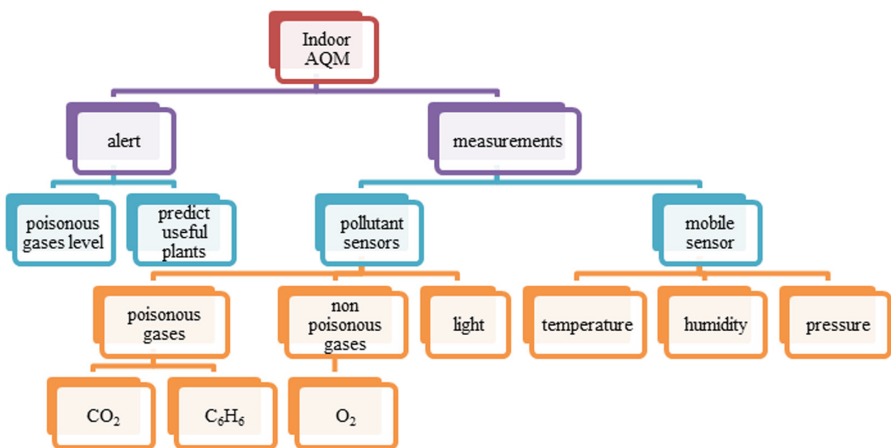 Indoor
AQM
alert
measurements
poisonous
gases level
predict
useful
plants
pollutant
sensors
mobile
sensor
poisonous
gases
non
poisonous
gases
light
temperature
humidity
pressure
CO₂
C₆H₆
O₂